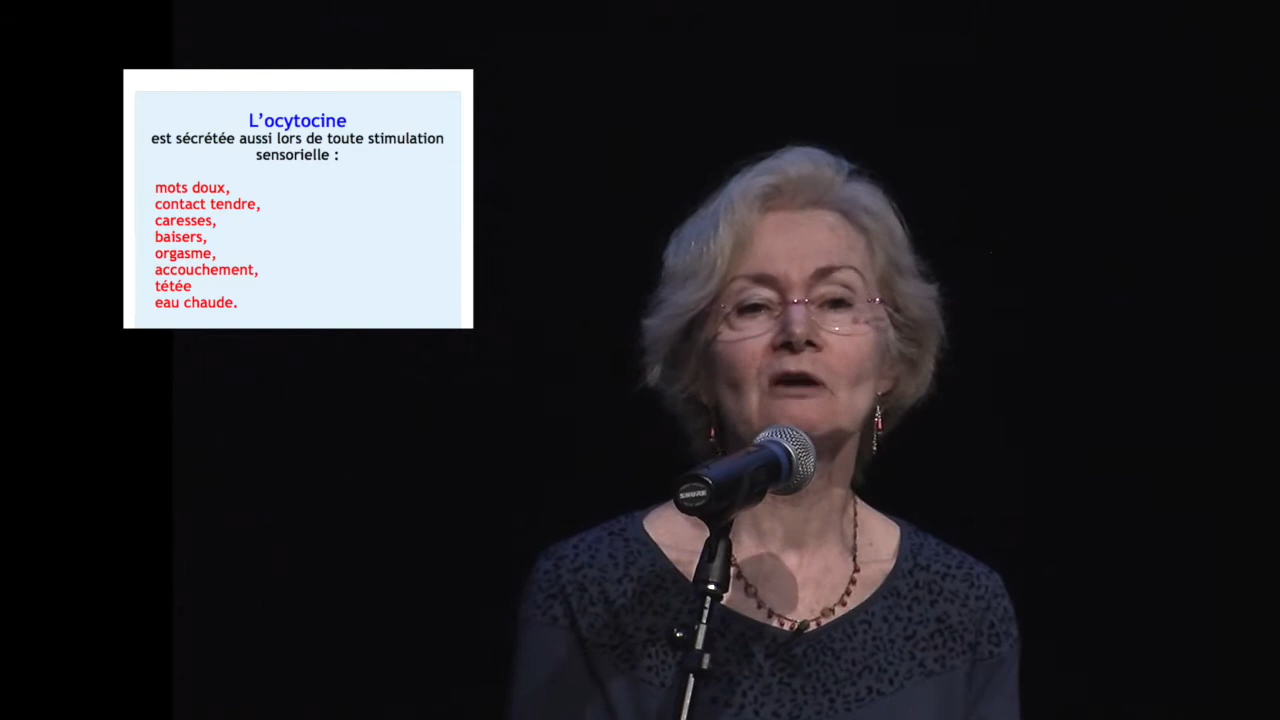 L'ocytocine
est sécrétée aussi lors de toute stimulation
sensorielle :
mots doux,
contact tendre,
caresses,
baisers,
orgasme,
accouchement,
tétée
eau chaude.
SHURE